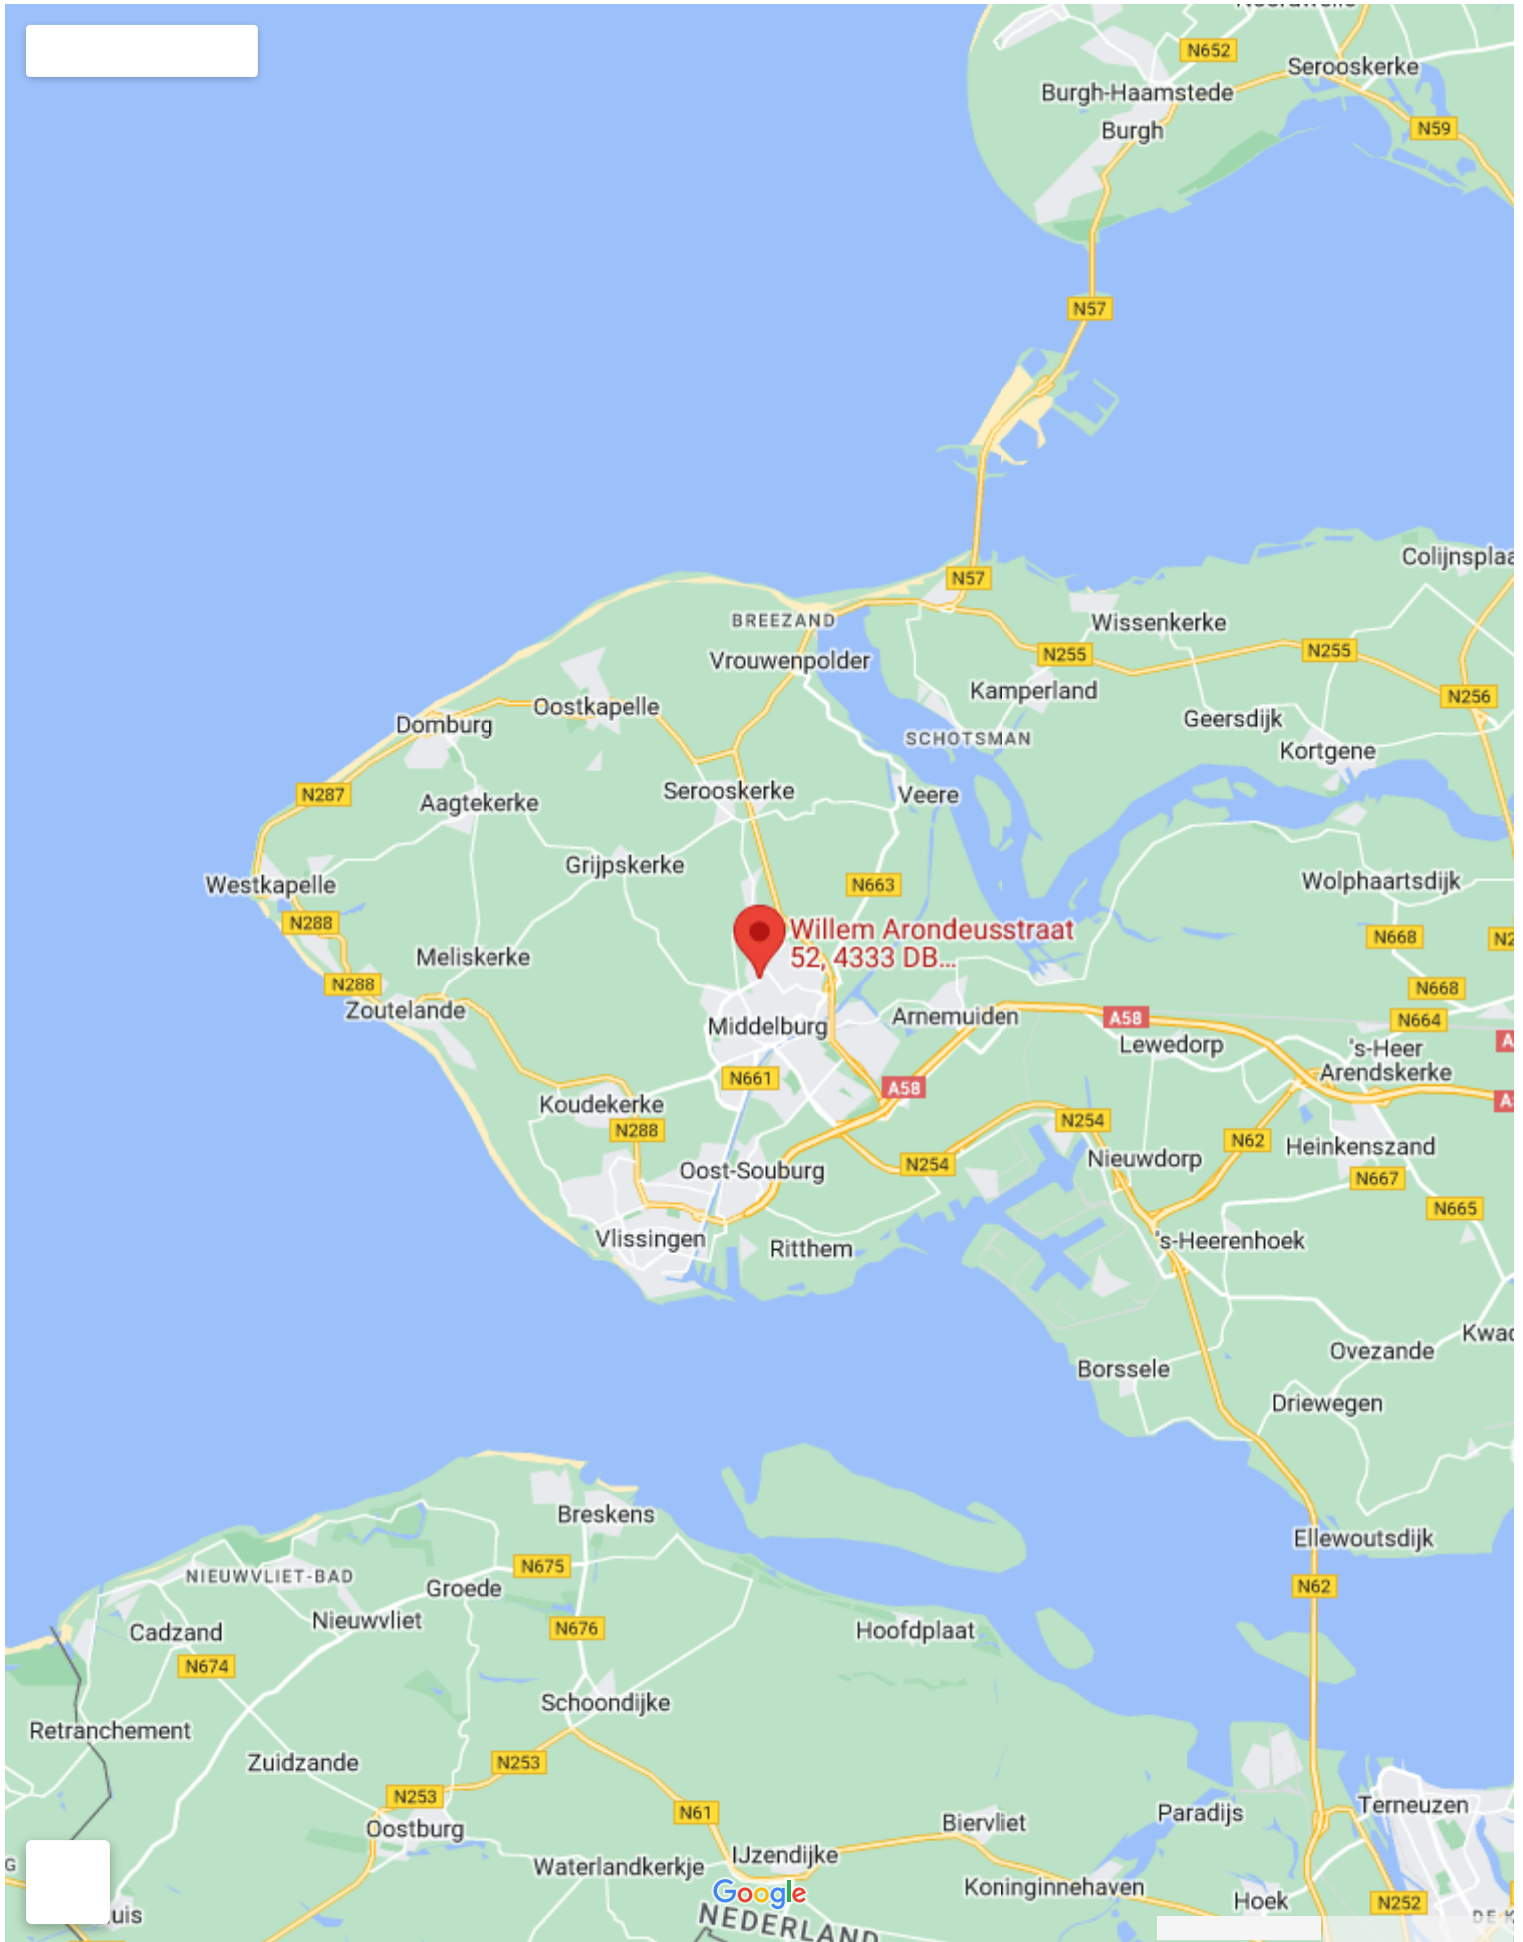 N652
Serooskerke
Burgh-Haamstede
N59
Burgh
N57
N57
BREEZAND
Wissenkerke
Vrouwenpolder
N255
N255
Kamperland
N256
Oostkapelle
Domburg
Geersdijk
SCHOTSMAN
Kortgene
N287
Serooskerke
Veere
Aagtekerke
Grijpskerke
N663
Westkapelle
Wolphaartsdijk
N288
Willem Arondeusstraat
52, 4333 DB...
N668
Meliskerke
N288
N668
Zoutelande
Middelburg
Arnemuiden
A58
N664
Lewedorp
's-Heer
Arendskerke
N661
A58
Koudekerke
N288
N254
N62
Heinkenszand
Oost-Souburg
N254
Nieuwdorp
N667
N665
Vlissingen
Ritthem
's-Heerenhoek
Ovezande
Borssele
Driewegen
Breskens
Ellewoutsdijk
N675
NIEUWVLIET-BAD
Groede
N62
Nieuwvliet
Cadzand
N676
Hoofdplaat
N674
Schoondijke
Retranchement
Zuidzande
N253
N253
N61
Paradijs
Terneuzen
Oostburg
Biervliet
IJzendijke
Waterlandkerkje
Koninginnehaven
Google
Hoek
N252
NEDERLAND